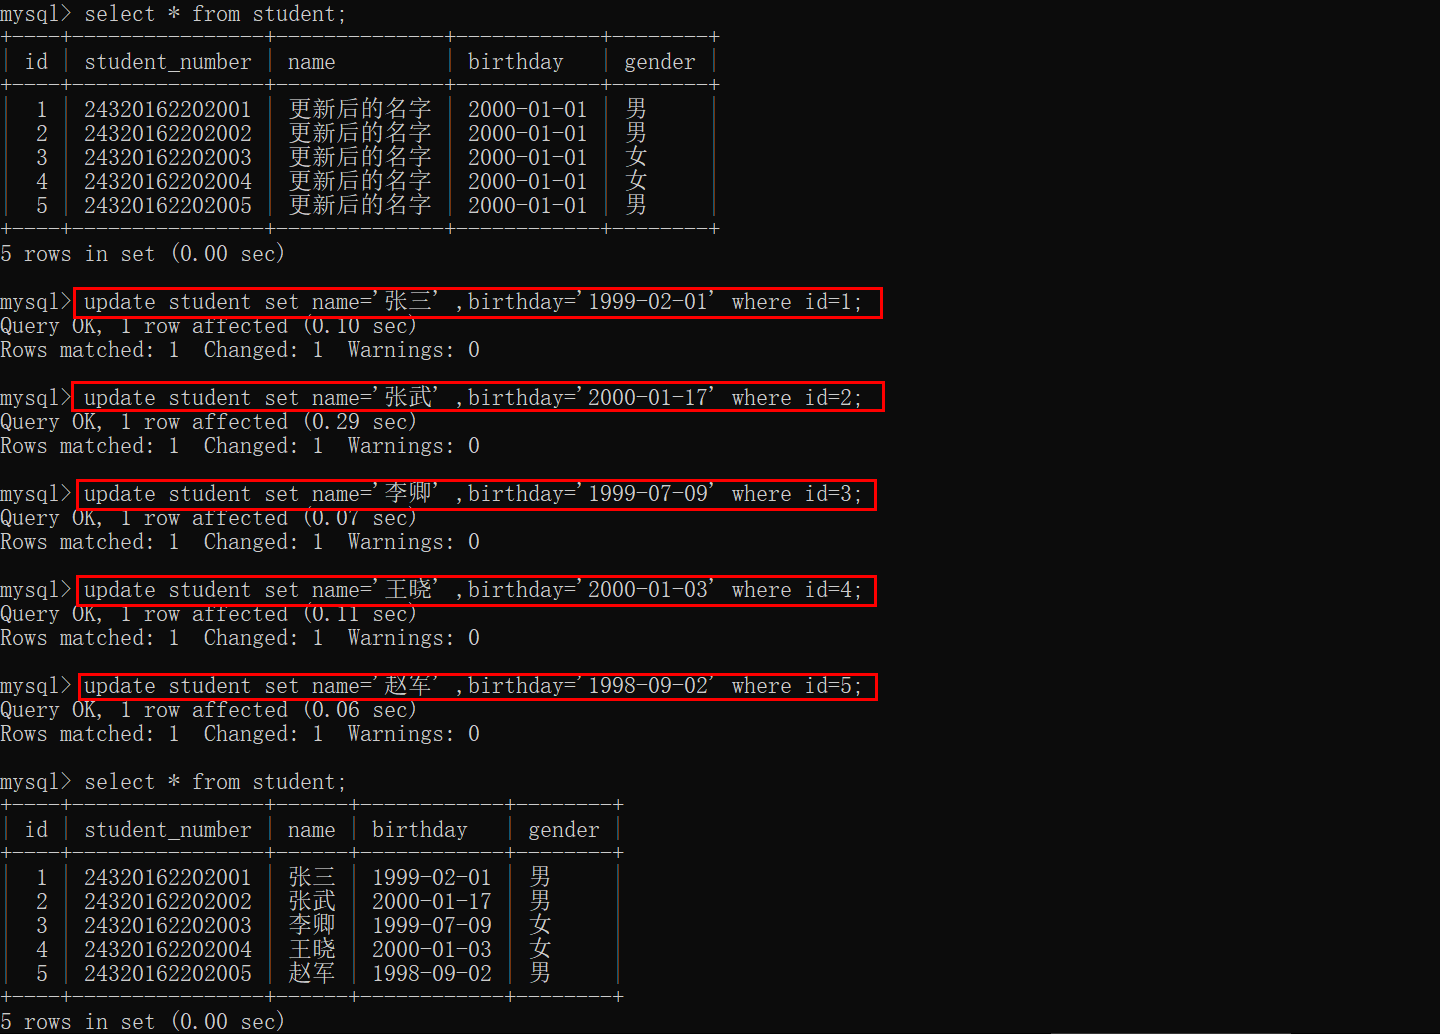 mysql> select * from student;
+----+----------------+--------------+------------+--------+
| id | student_number | name         | birthday   | gender |
+----+----------------+--------------+------------+--------+
|  1 | 24320162202001 | 更新后的名字 | 2000-01-01 | 男     |
|  2 | 24320162202002 | 更新后的名字 | 2000-01-01 | 男     |
|  3 | 24320162202003 | 更新后的名字 | 2000-01-01 | 女     |
|  4 | 24320162202004 | 更新后的名字 | 2000-01-01 | 女     |
|  5 | 24320162202005 | 更新后的名字 | 2000-01-01 | 男     |
+----+----------------+--------------+------------+--------+
5 rows in set (0.00 sec)
mysql> update student set name='张三' ,birthday='1999-02-01' where id=1;
Query OK, 1 row affected (0.10 sec)
Rows matched: 1  Changed: 1  Warnings: 0
mysql> update student set name='张武' ,birthday='2000-01-17' where id=2;
Query OK, 1 row affected (0.29 sec)
Rows matched: 1  Changed: 1  Warnings: 0
mysql> update student set name='李卿' ,birthday='1999-07-09' where id=3;
Query OK, 1 row affected (0.07 sec)
Rows matched: 1  Changed: 1  Warnings: 0
mysql> update student set name='王晓' ,birthday='2000-01-03' where id=4;
Query OK, 1 row affected (0.11 sec)
Rows matched: 1  Changed: 1  Warnings: 0
mysql> update student set name='赵军' ,birthday='1998-09-02' where id=5;
Query OK, 1 row affected (0.06 sec)
Rows matched: 1  Changed: 1  Warnings: 0
mysql> select * from student;
+----+----------------+------+------------+--------+
| id | student_number | name | birthday   | gender |
+----+----------------+------+------------+--------+
|  1 | 24320162202001 | 张三 | 1999-02-01 | 男     |
|  2 | 24320162202002 | 张武 | 2000-01-17 | 男     |
|  3 | 24320162202003 | 李卿 | 1999-07-09 | 女     |
|  4 | 24320162202004 | 王晓 | 2000-01-03 | 女     |
|  5 | 24320162202005 | 赵军 | 1998-09-02 | 男     |
+----+----------------+------+------------+--------+
5 rows in set (0.00 sec)